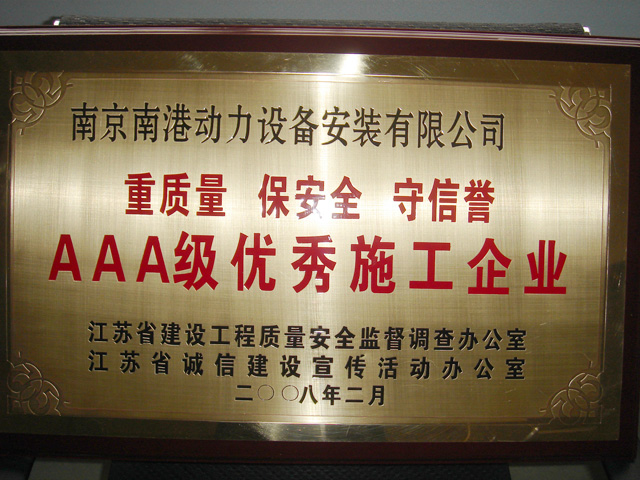 南京南港动力设备安装有限公司
重质量 保安全 守信誉
AAA级优秀施工企业
江苏省建设工程质量安全监督调查办公室
江苏省诚信建设宣传活动办公室
二〇〇八年二月